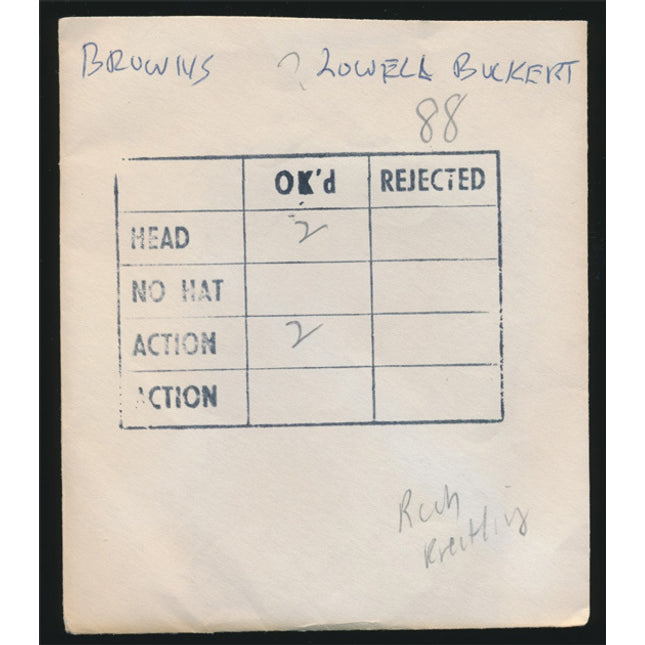 BROWNS ? LOWELL BUCKERT
88
OK'd REJECTED
HEAD 2
NO HAT
ACTION 2
ACTION
Rich
Kreitling